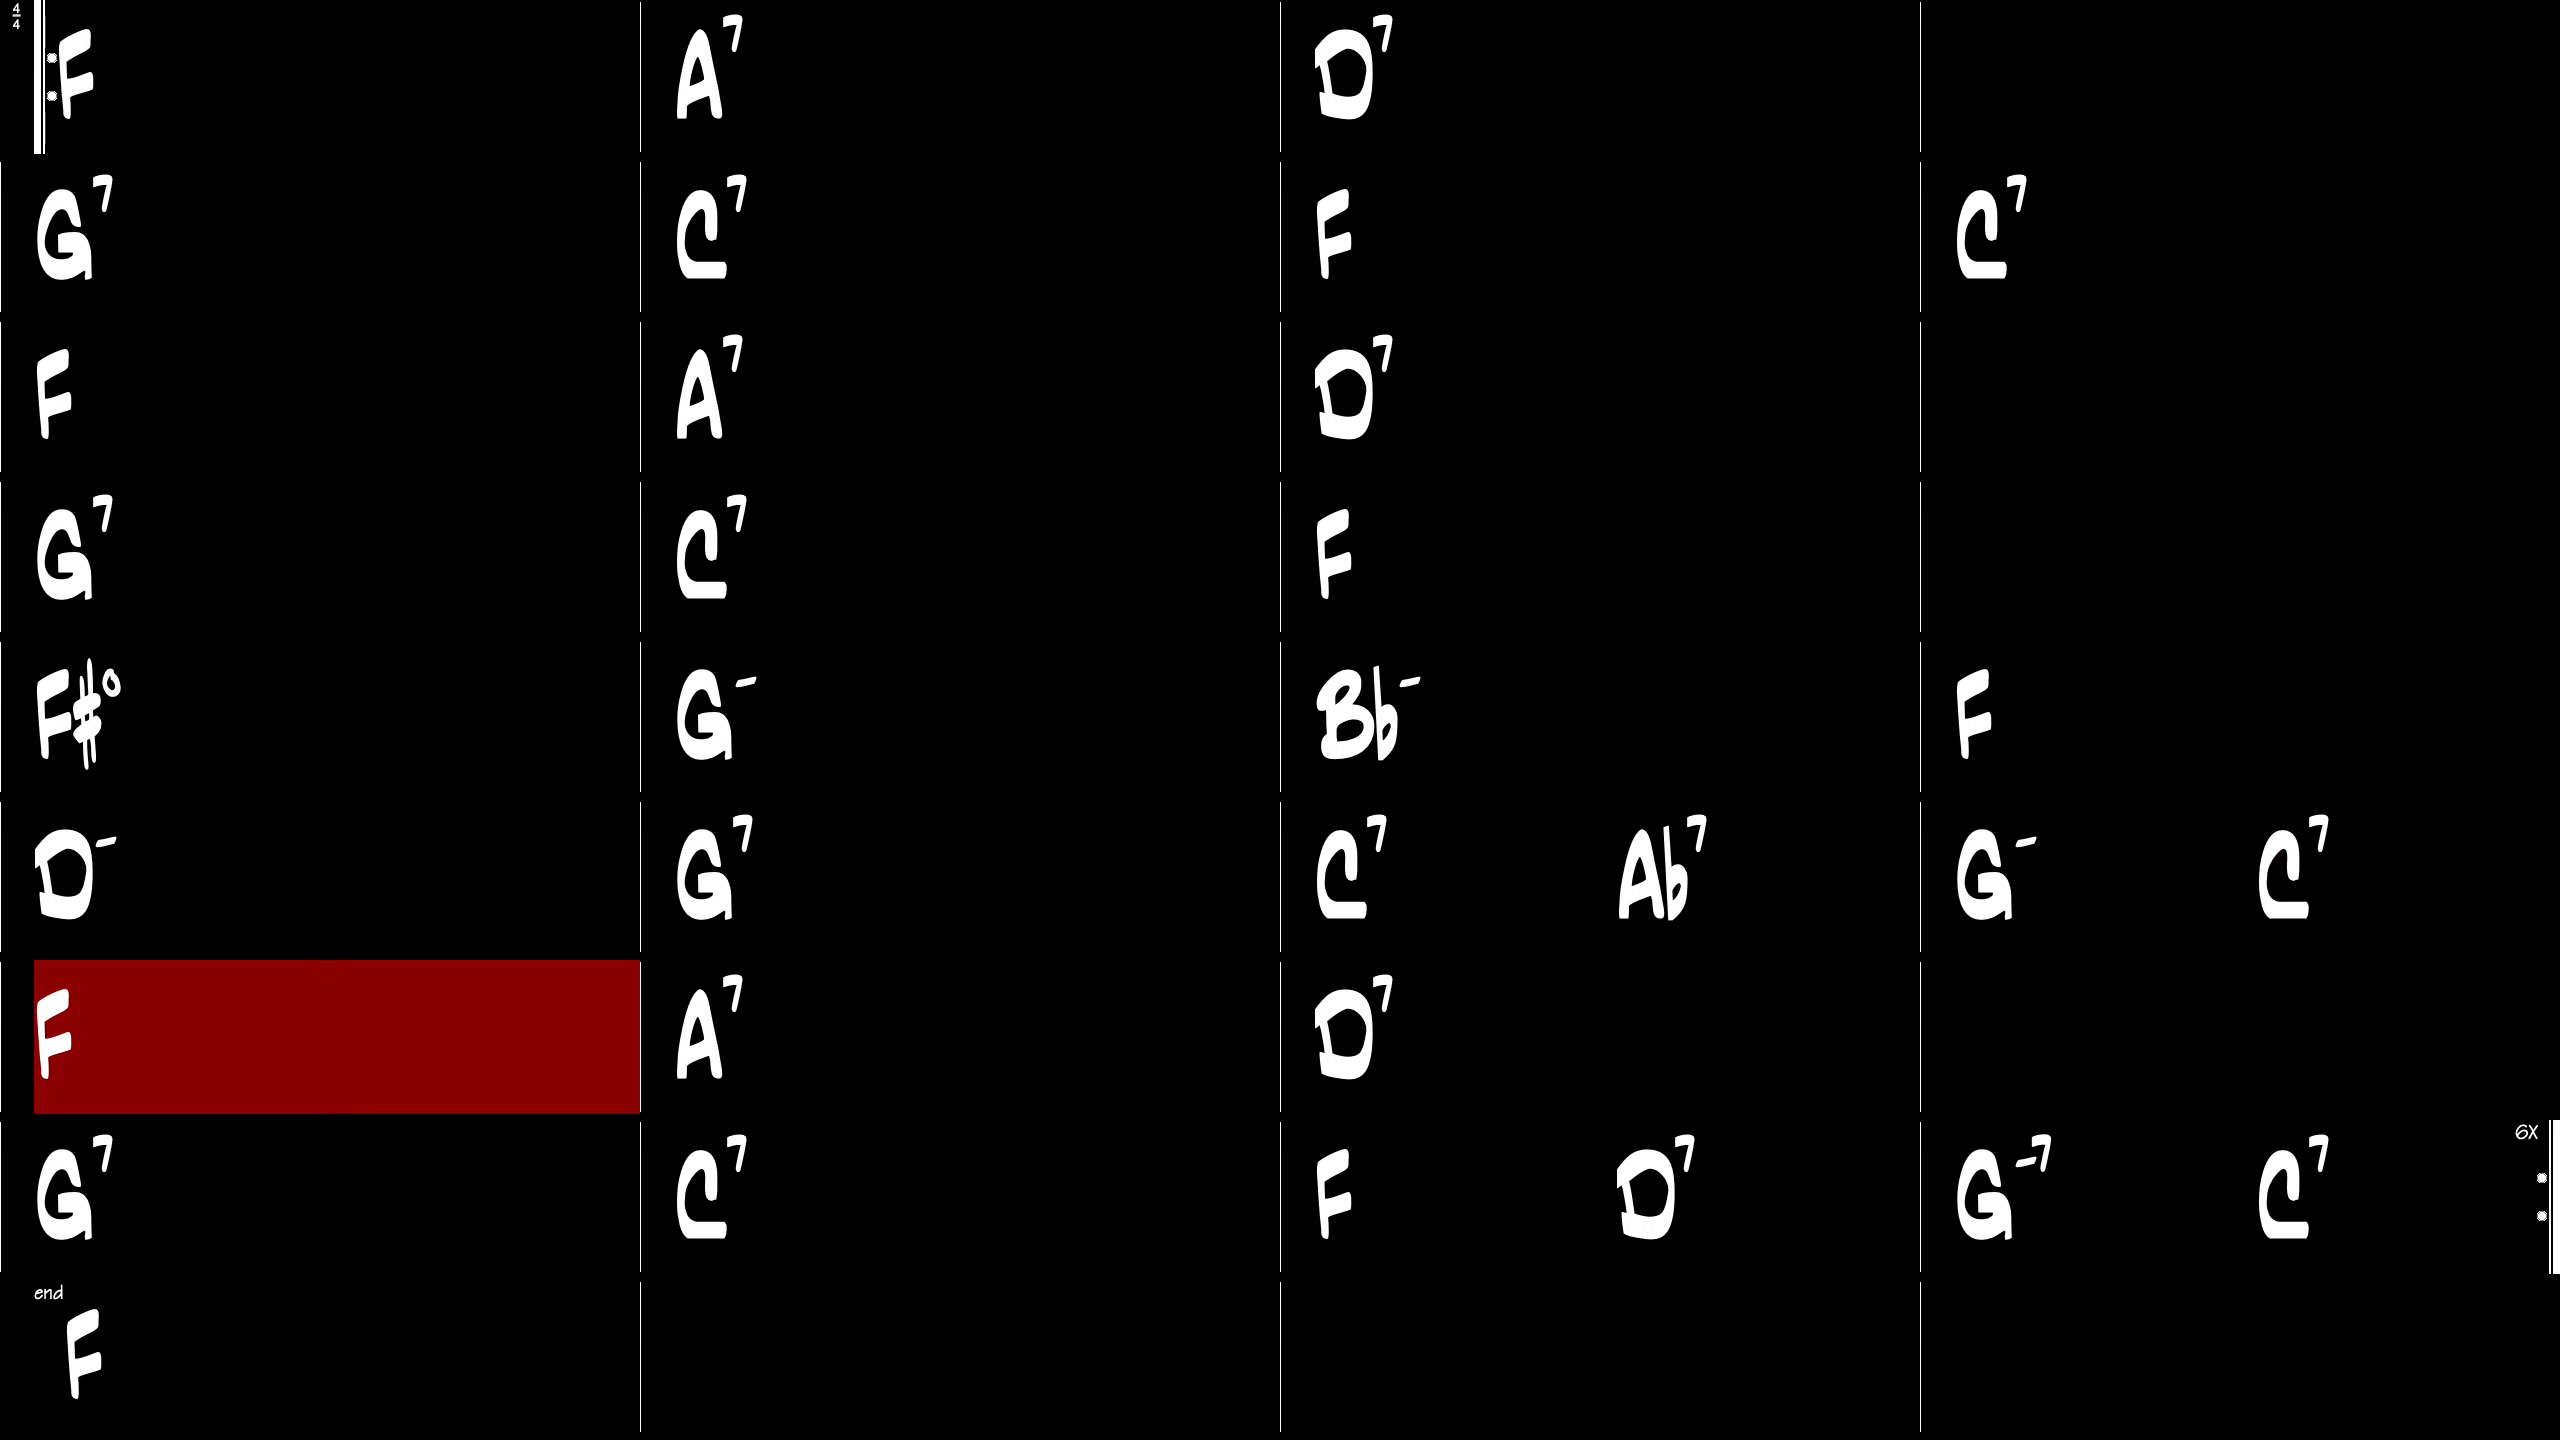 4/4 F A7 D7
G7 C7 F C7
F A7 D7
G7 C7 F
F#o G- Bb- F
D- G7 C7 Ab7 G- C7
F A7 D7
G7 C7 F D7 G-7 C7 6X
end
F